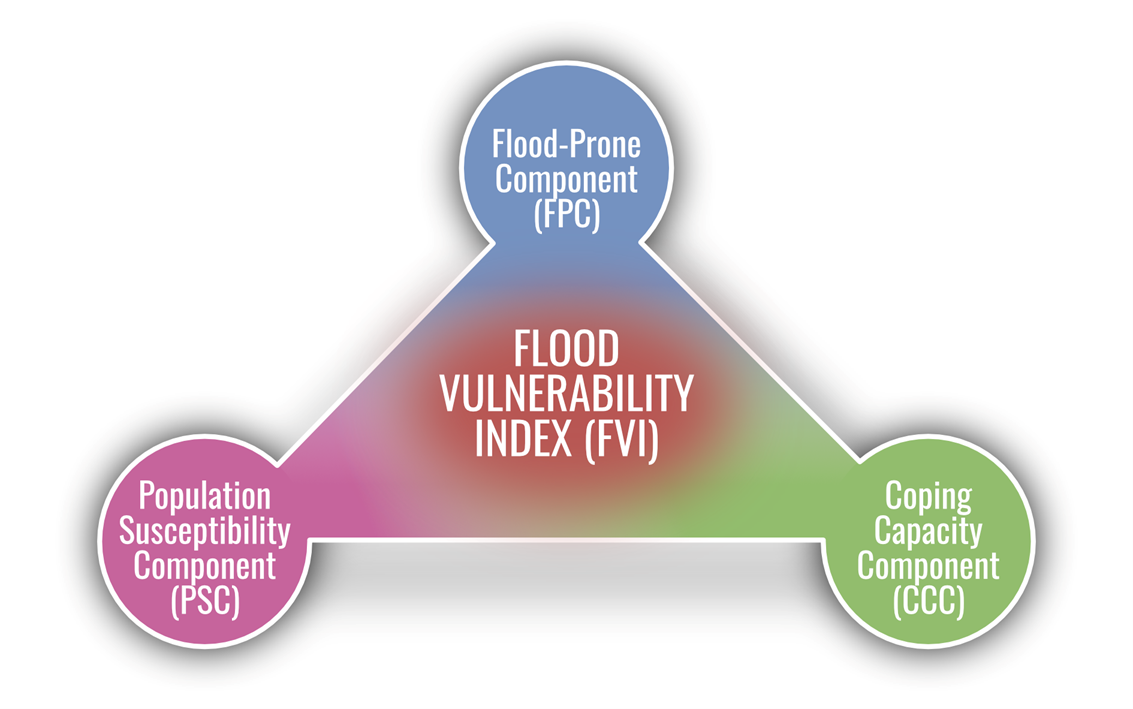 Flood-Prone
Component
(FPC)
FLOOD
VULNERABILITY
INDEX (FVI)
Population
Susceptibility
Component
(PSC)
Coping
Capacity
Component
(CCC)